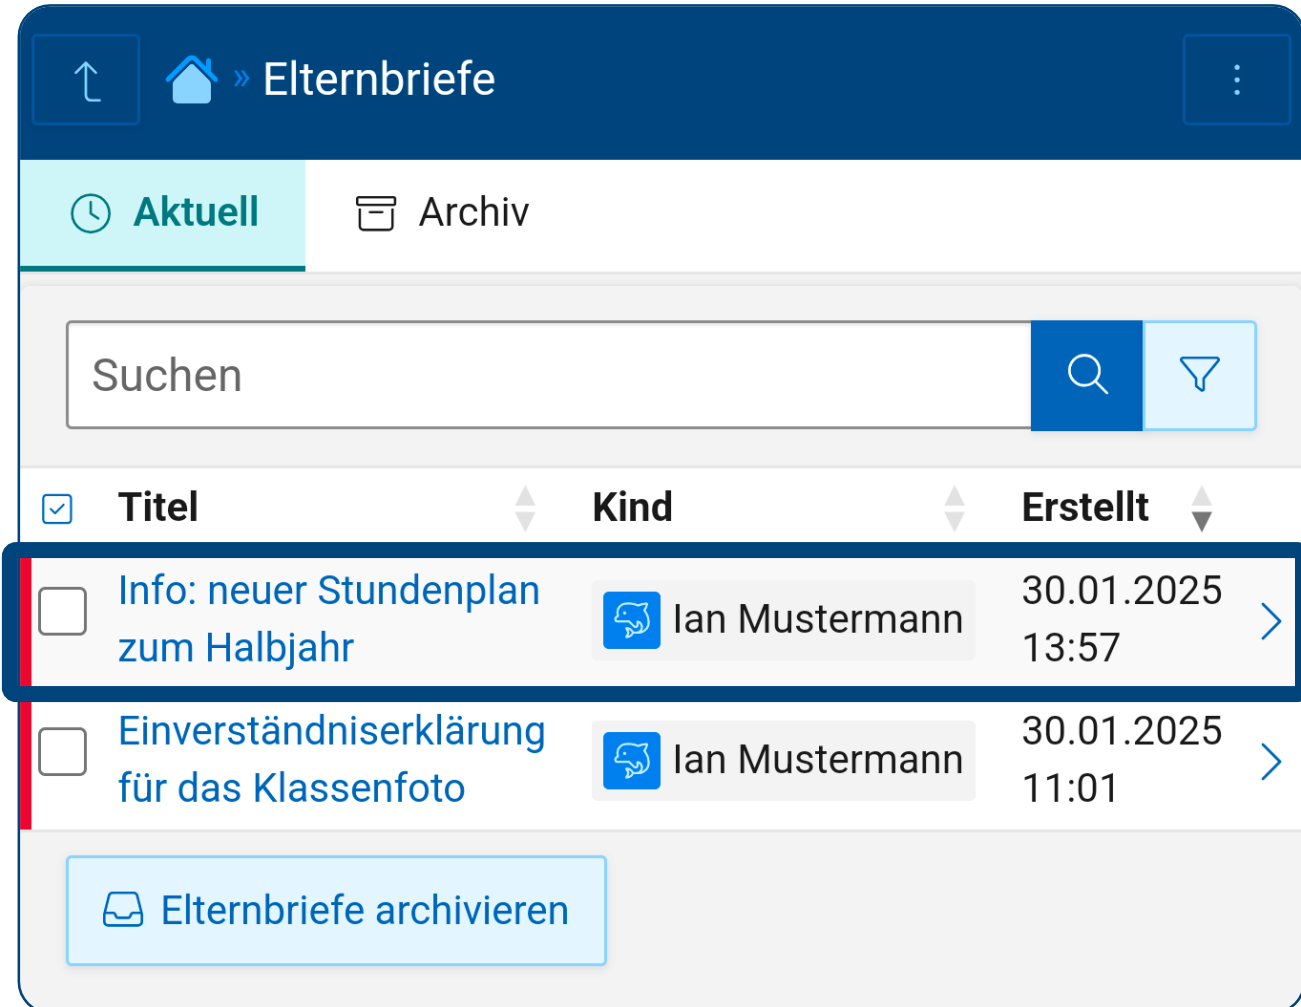 » Elternbriefe
Aktuell
Archiv
Suchen
Titel
Kind
Erstellt
Info: neuer Stundenplan
zum Halbjahr
Ian Mustermann
30.01.2025
13:57
Einverständniserklärung
für das Klassenfoto
Ian Mustermann
30.01.2025
11:01
Elternbriefe archivieren